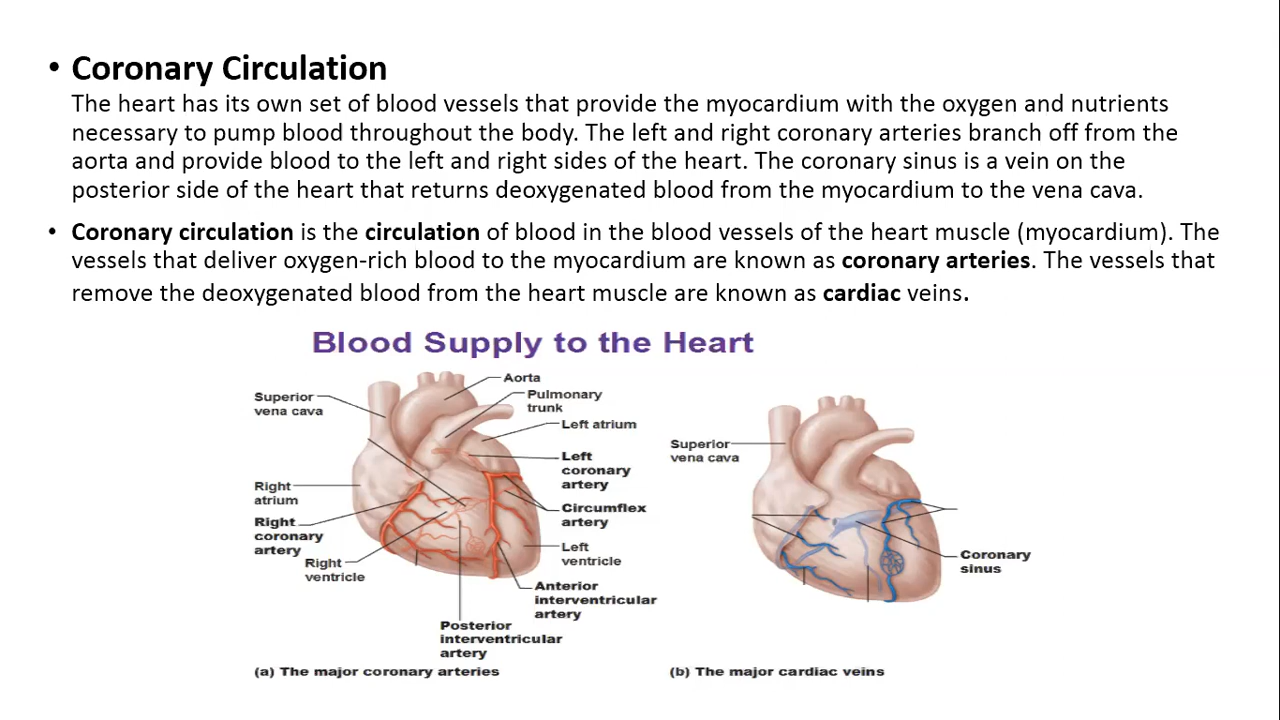 • Coronary Circulation
The heart has its own set of blood vessels that provide the myocardium with the oxygen and nutrients
necessary to pump blood throughout the body. The left and right coronary arteries branch off from the
aorta and provide blood to the left and right sides of the heart. The coronary sinus is a vein on the
posterior side of the heart that returns deoxygenated blood from the myocardium to the vena cava.
• Coronary circulation is the circulation of blood in the blood vessels of the heart muscle (myocardium). The
vessels that deliver oxygen-rich blood to the myocardium are known as coronary arteries. The vessels that
remove the deoxygenated blood from the heart muscle are known as cardiac veins.
Blood Supply to the Heart
Superior
vena cava
Right
atrium
Right
coronary
artery
Right
ventricle
Aorta
Pulmonary
trunk
Left atrium
Left
coronary
artery
Circumflex
artery
Left
ventricle
Anterior
interventricular
artery
Posterior
interventricular
artery
(a) The major coronary arteries
Superior
vena cava
Coronary
sinus
(b) The major cardiac veins